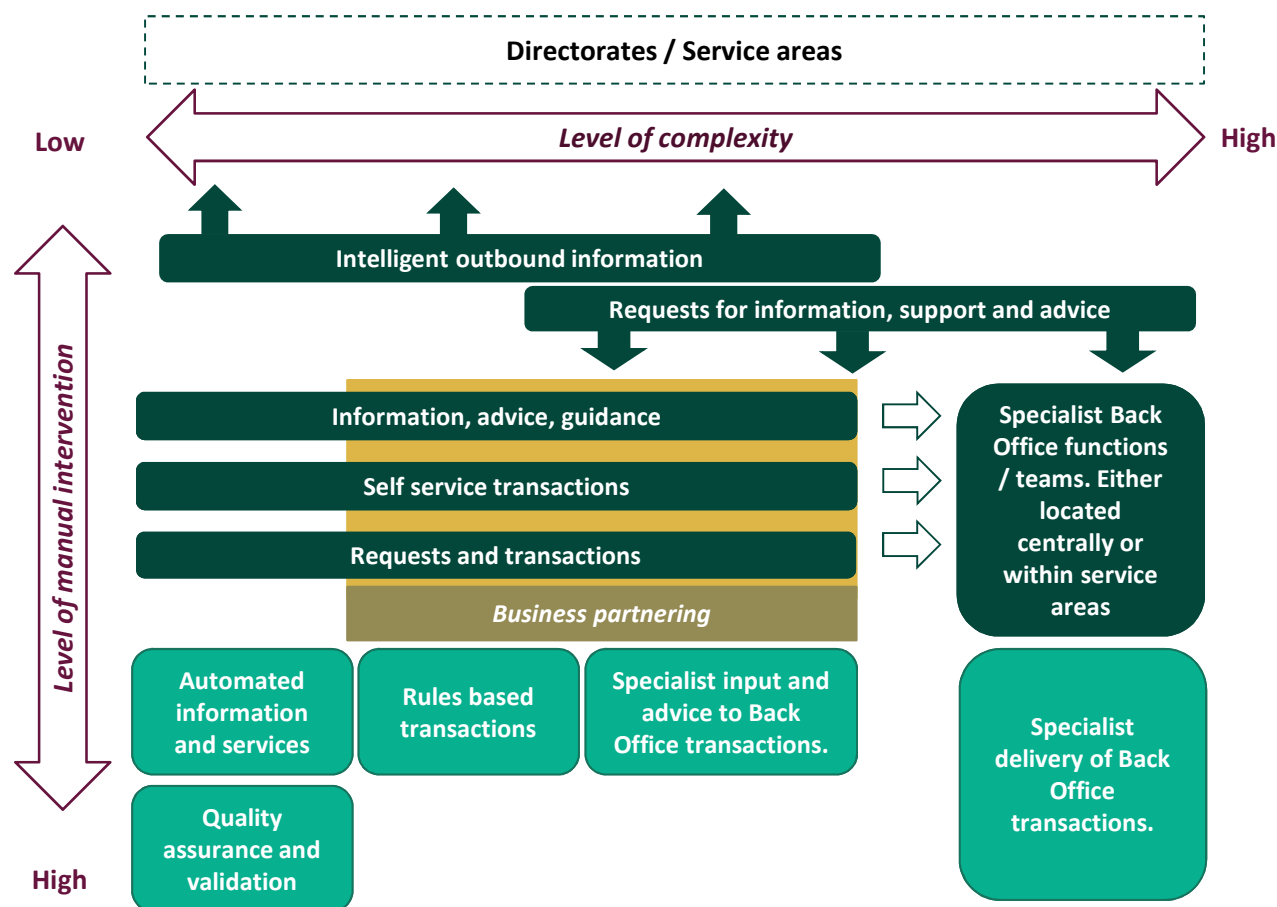 Directorates / Service areas
Low
Level of complexity
High
Intelligent outbound information
Requests for information, support and advice
Level of manual intervention
Information, advice, guidance
Self service transactions
Requests and transactions
Business partnering
Specialist Back
Office functions
/ teams. Either
located
centrally or
within service
areas
Automated
information
and services
Rules based
transactions
Specialist input and
advice to Back
Office transactions.
Specialist
delivery of Back
Office
transactions.
Quality
assurance and
validation
High